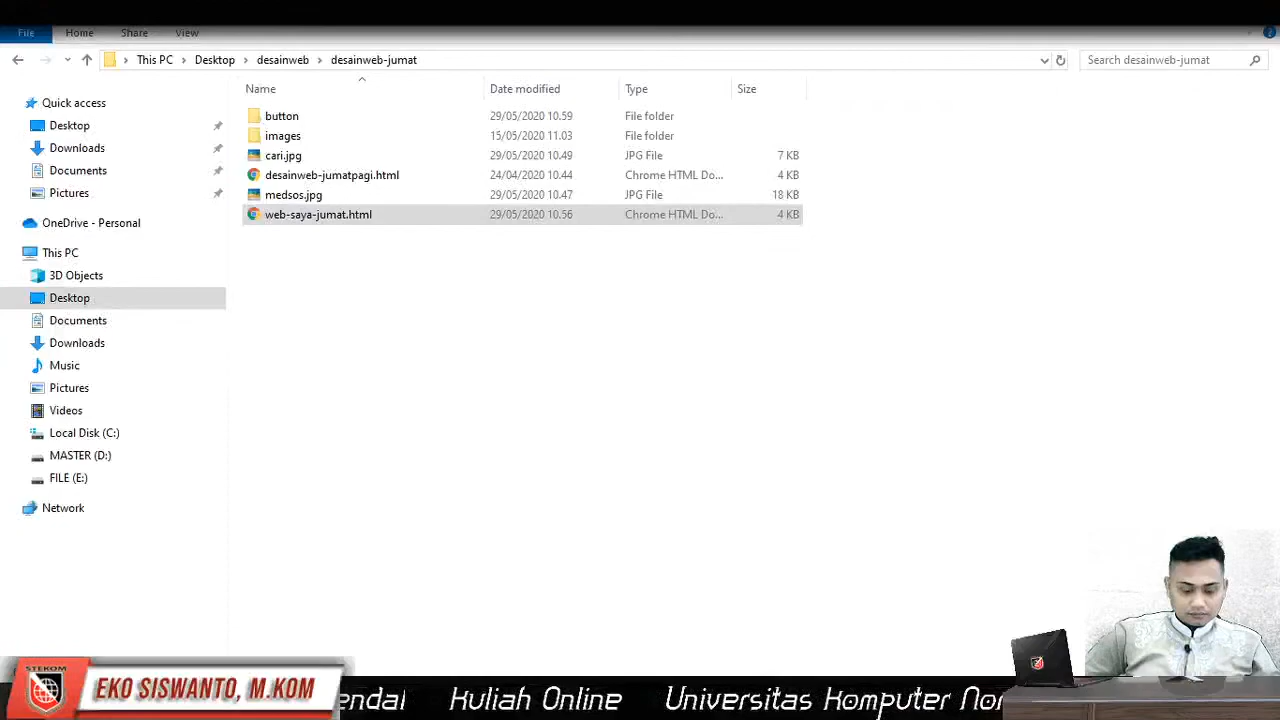 File Home Share View
This PC Desktop desainweb desainweb-jumat Search desainweb-jumat
Name Date modified Type Size
Quick access
Desktop
Downloads
Documents
Pictures
OneDrive - Personal
This PC
3D Objects
Desktop
Documents
Downloads
Music
Pictures
Videos
Local Disk (C:)
MASTER (D:)
FILE (E:)
Network
button 29/05/2020 10.59 File folder
images 15/05/2020 11.03 File folder
cari.jpg 29/05/2020 10.49 JPG File 7 KB
desainweb-jumatpagi.html 24/04/2020 10.44 Chrome HTML Do... 4 KB
medsos.jpg 29/05/2020 10.47 JPG File 18 KB
web-saya-jumat.html 29/05/2020 10.56 Chrome HTML Do... 4 KB
STEKOM
EKO SISWANTO, M.KOM
endal Kuliah Online Universitas Komputer Nor